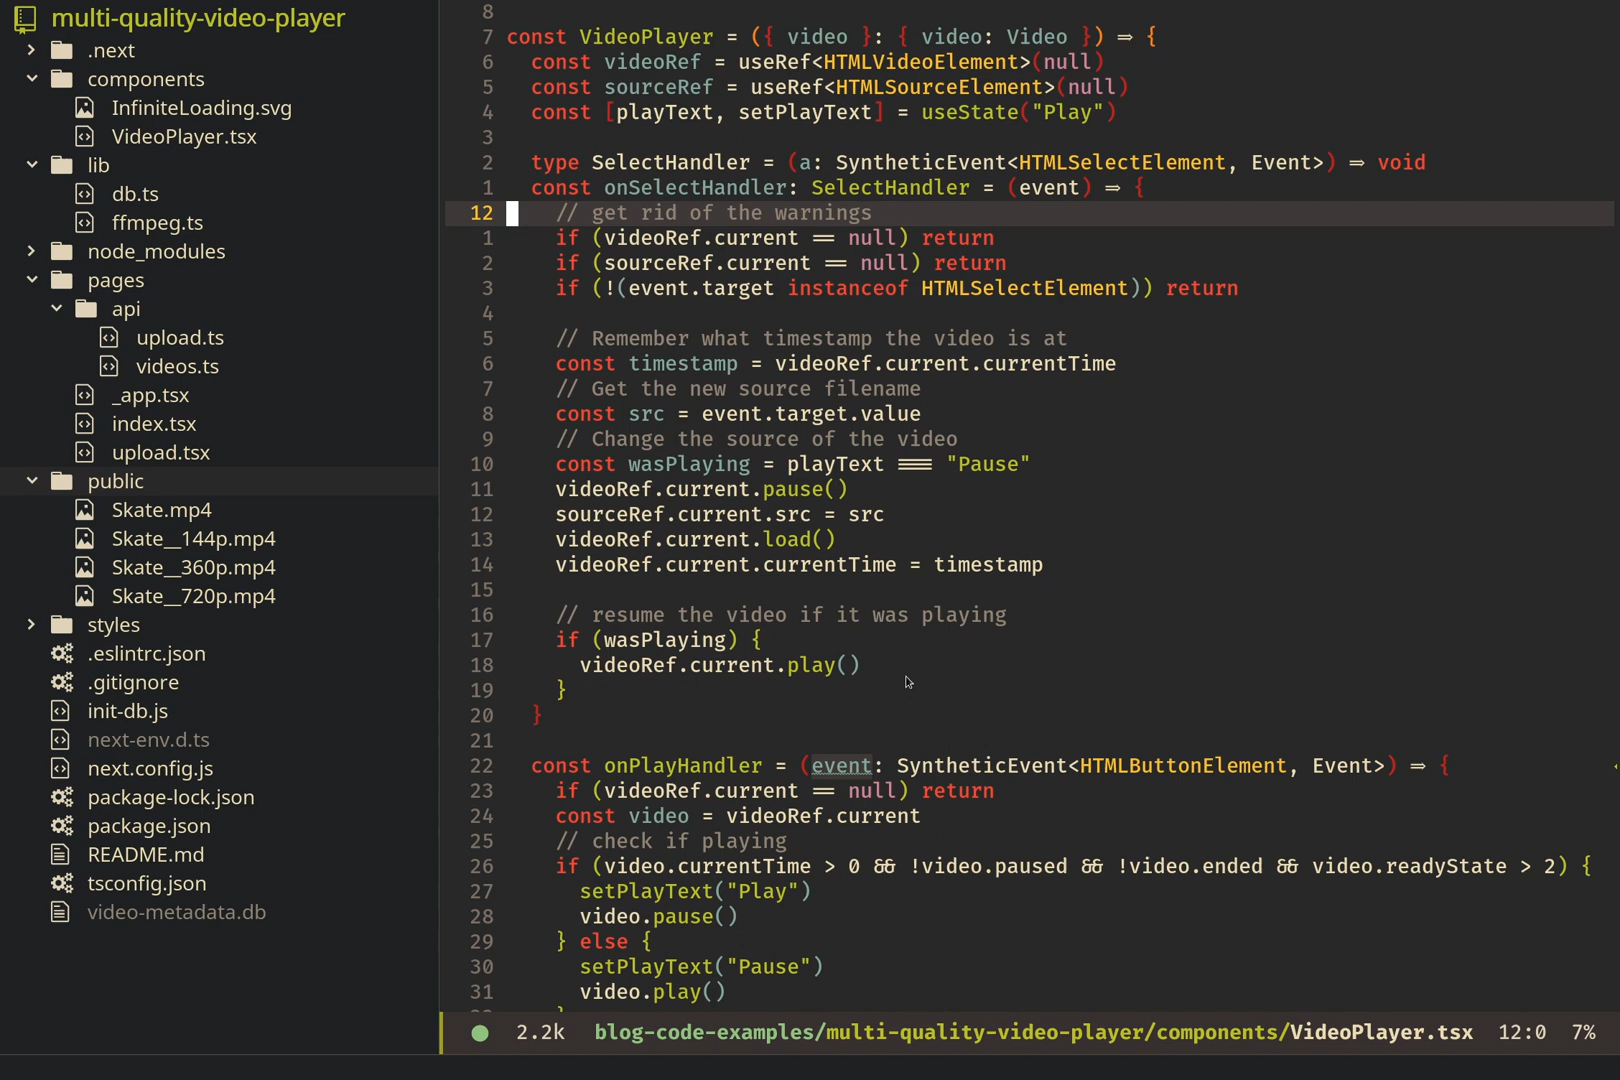 multi-quality-video-player
.next
components
InfiniteLoading.svg
VideoPlayer.tsx
lib
db.ts
ffmpeg.ts
node_modules
pages
api
upload.ts
videos.ts
_app.tsx
index.tsx
upload.tsx
public
Skate.mp4
Skate__144p.mp4
Skate__360p.mp4
Skate__720p.mp4
styles
.eslintrc.json
.gitignore
init-db.js
next-env.d.ts
next.config.js
package-lock.json
package.json
README.md
tsconfig.json
video-metadata.db
8
7 const VideoPlayer = ({ video }: { video: Video }) => {
6   const videoRef = useRef<HTMLVideoElement>(null)
5   const sourceRef = useRef<HTMLSourceElement>(null)
4   const [playText, setPlayText] = useState("Play")
3
2   type SelectHandler = (a: SyntheticEvent<HTMLSelectElement, Event>) => void
1   const onSelectHandler: SelectHandler = (event) => {
12     // get rid of the warnings
1     if (videoRef.current == null) return
2     if (sourceRef.current == null) return
3     if (!(event.target instanceof HTMLSelectElement)) return
4
5     // Remember what timestamp the video is at
6     const timestamp = videoRef.current.currentTime
7     // Get the new source filename
8     const src = event.target.value
9     // Change the source of the video
10     const wasPlaying = playText === "Pause"
11     videoRef.current.pause()
12     sourceRef.current.src = src
13     videoRef.current.load()
14     videoRef.current.currentTime = timestamp
15
16     // resume the video if it was playing
17     if (wasPlaying) {
18       videoRef.current.play()
19     }
20   }
21
22   const onPlayHandler = (event: SyntheticEvent<HTMLButtonElement, Event>) => {
23     if (videoRef.current == null) return
24     const video = videoRef.current
25     // check if playing
26     if (video.currentTime > 0 && !video.paused && !video.ended && video.readyState > 2) {
27       setPlayText("Play")
28       video.pause()
29     } else {
30       setPlayText("Pause")
31       video.play()
2.2k blog-code-examples/multi-quality-video-player/components/VideoPlayer.tsx 12:0 7%